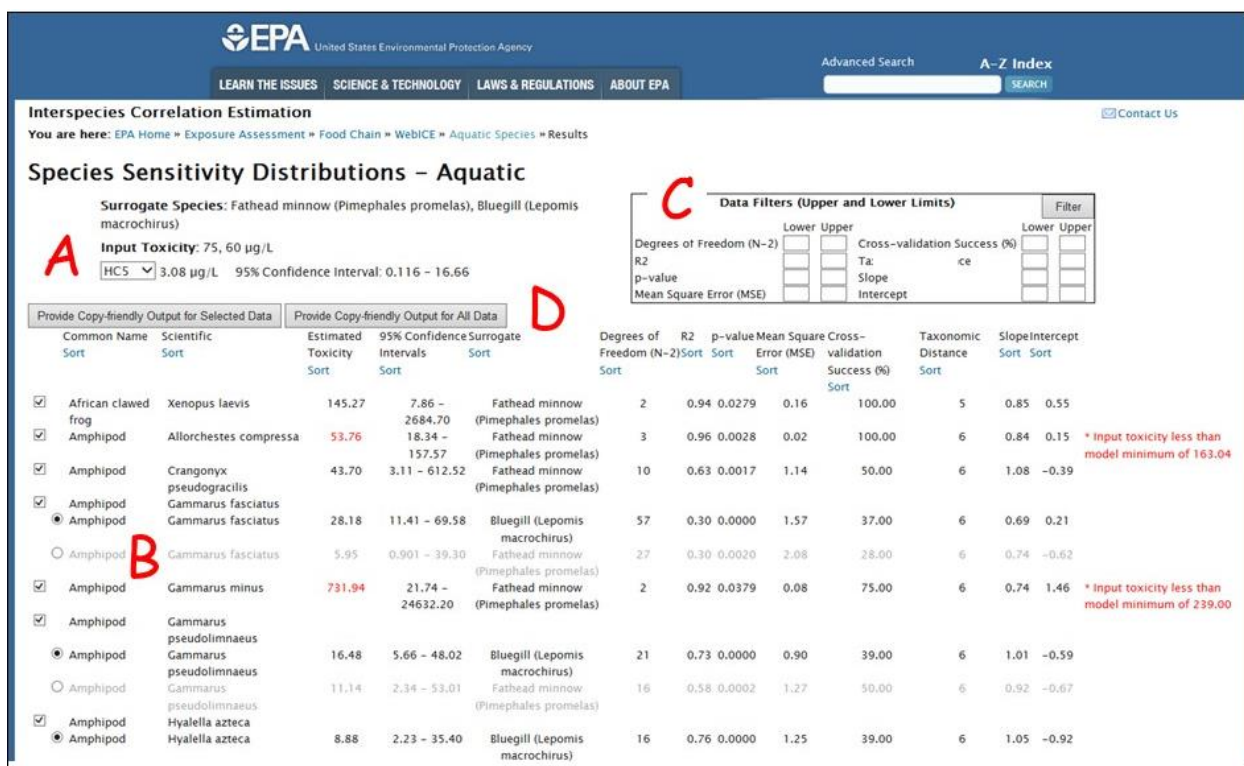 EPA United States Environmental Protection Agency
Advanced Search A-Z Index
LEARN THE ISSUES SCIENCE & TECHNOLOGY LAWS & REGULATIONS ABOUT EPA SEARCH
Interspecies Correlation Estimation Contact Us
You are here: EPA Home » Exposure Assessment » Food Chain » WebICE » Aquatic Species » Results
Species Sensitivity Distributions – Aquatic
Surrogate Species: Fathead minnow (Pimephales promelas), Bluegill (Lepomis
macrochirus)
A
Input Toxicity: 75, 60 µg/L
HC5 3.08 µg/L 95% Confidence Interval: 0.116 – 16.66
C
Data Filters (Upper and Lower Limits) Filter
Lower Upper Lower Upper
Degrees of Freedom (N-2) Cross-validation Success (%)
R2 Ta: ce
p-value Slope
Mean Square Error (MSE) Intercept
D
Provide Copy-friendly Output for Selected Data Provide Copy-friendly Output for All Data
Common Name Scientific Estimated 95% Confidence Surrogate Degrees of R2 p-value Mean Square Cross- Taxonomic Slope Intercept
Sort Sort Toxicity Intervals Sort Freedom (N-2) Sort Sort Error (MSE) validation Distance Sort Sort
Sort Sort Sort Sort Success (%) Sort
Sort
African clawed Xenopus laevis 145.27 7.86 – Fathead minnow 2 0.94 0.0279 0.16 100.00 5 0.85 0.55
frog 2684.70 (Pimephales promelas)
Amphipod Allorchestes compressa 53.76 18.34 – Fathead minnow 3 0.96 0.0028 0.02 100.00 6 0.84 0.15 * Input toxicity less than
157.57 (Pimephales promelas) model minimum of 163.04
Amphipod Crangonyx 43.70 3.11 – 612.52 Fathead minnow 10 0.63 0.0017 1.14 50.00 6 1.08 -0.39
pseudogracilis (Pimephales promelas)
Amphipod Gammarus fasciatus
Amphipod Gammarus fasciatus 28.18 11.41 – 69.58 Bluegill (Lepomis 57 0.30 0.0000 1.57 37.00 6 0.69 0.21
macrochirus)
B
Amphipod Gammarus fasciatus 5.95 0.901 – 39.30 Fathead minnow 27 0.30 0.0020 2.08 28.00 6 0.74 -0.62
(Pimephales promelas)
Amphipod Gammarus minus 731.94 21.74 – Fathead minnow 2 0.92 0.0379 0.08 75.00 6 0.74 1.46 * Input toxicity less than
24632.20 (Pimephales promelas) model minimum of 239.00
Amphipod Gammarus
pseudolimnaeus
Amphipod Gammarus 16.48 5.66 – 48.02 Bluegill (Lepomis 21 0.73 0.0000 0.90 39.00 6 1.01 -0.59
pseudolimnaeus macrochirus)
Amphipod Gammarus 11.14 2.34 – 53.01 Fathead minnow 16 0.58 0.0002 1.27 50.00 6 0.92 -0.67
pseudolimnaeus (Pimephales promelas)
Amphipod Hyalella azteca
Amphipod Hyalella azteca 8.88 2.23 – 35.40 Bluegill (Lepomis 16 0.76 0.0000 1.25 39.00 6 1.05 -0.92
macrochirus)